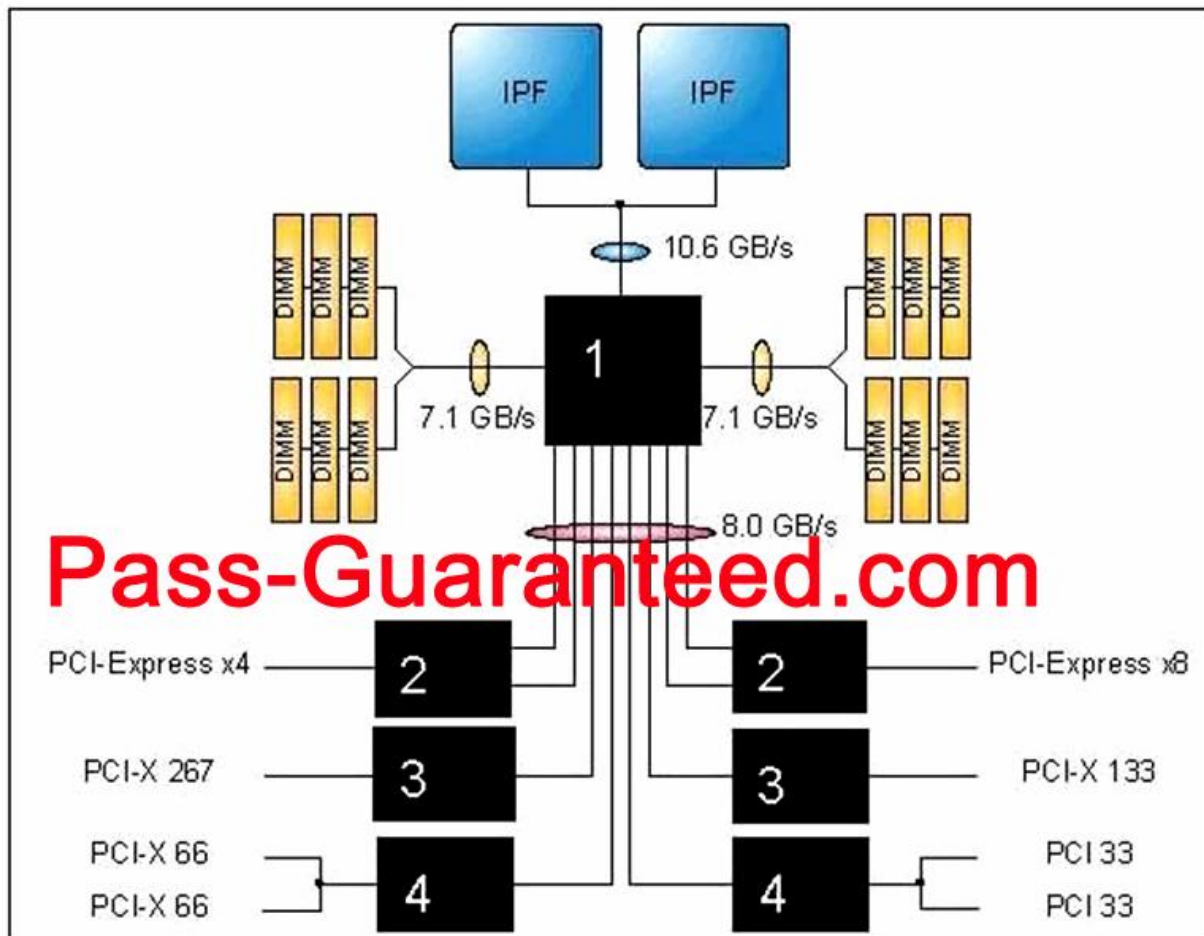 IPF IPF
10.6 GB/s
DIMM DIMM DIMM DIMM DIMM DIMM
1
7.1 GB/s 7.1 GB/s
DIMM DIMM DIMM DIMM DIMM DIMM
8.0 GB/s
Pass-Guaranteed.com
PCI-Express x4 2 2 PCI-Express x8
PCI-X 267 3 3 PCI-X 133
PCI-X 66 PCI 33
4 4
PCI-X 66 PCI 33